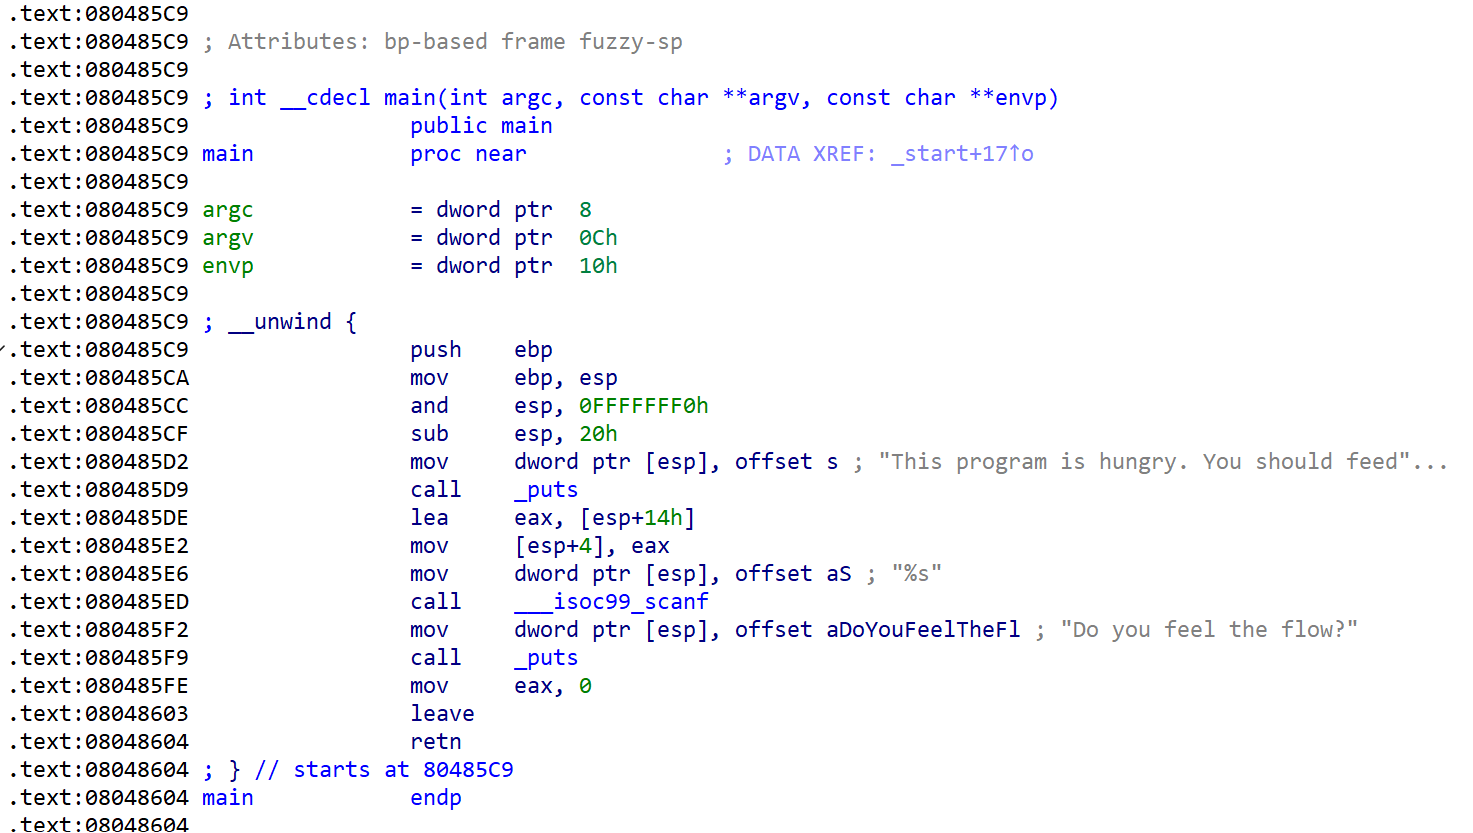 .text:080485C9
.text:080485C9 ; Attributes: bp-based frame fuzzy-sp
.text:080485C9
.text:080485C9 ; int __cdecl main(int argc, const char **argv, const char **envp)
.text:080485C9                 public main
.text:080485C9 main            proc near               ; DATA XREF: _start+17↑o
.text:080485C9
.text:080485C9 argc            = dword ptr  8
.text:080485C9 argv            = dword ptr  0Ch
.text:080485C9 envp            = dword ptr  10h
.text:080485C9
.text:080485C9 ; __unwind {
.text:080485C9                 push    ebp
.text:080485CA                 mov     ebp, esp
.text:080485CC                 and     esp, 0FFFFFFF0h
.text:080485CF                 sub     esp, 20h
.text:080485D2                 mov     dword ptr [esp], offset s ; "This program is hungry. You should feed"...
.text:080485D9                 call    _puts
.text:080485DE                 lea     eax, [esp+14h]
.text:080485E2                 mov     [esp+4], eax
.text:080485E6                 mov     dword ptr [esp], offset aS ; "%s"
.text:080485ED                 call    ___isoc99_scanf
.text:080485F2                 mov     dword ptr [esp], offset aDoYouFeelTheFl ; "Do you feel the flow?"
.text:080485F9                 call    _puts
.text:080485FE                 mov     eax, 0
.text:08048603                 leave
.text:08048604                 retn
.text:08048604 ; } // starts at 80485C9
.text:08048604 main            endp
.text:08048604